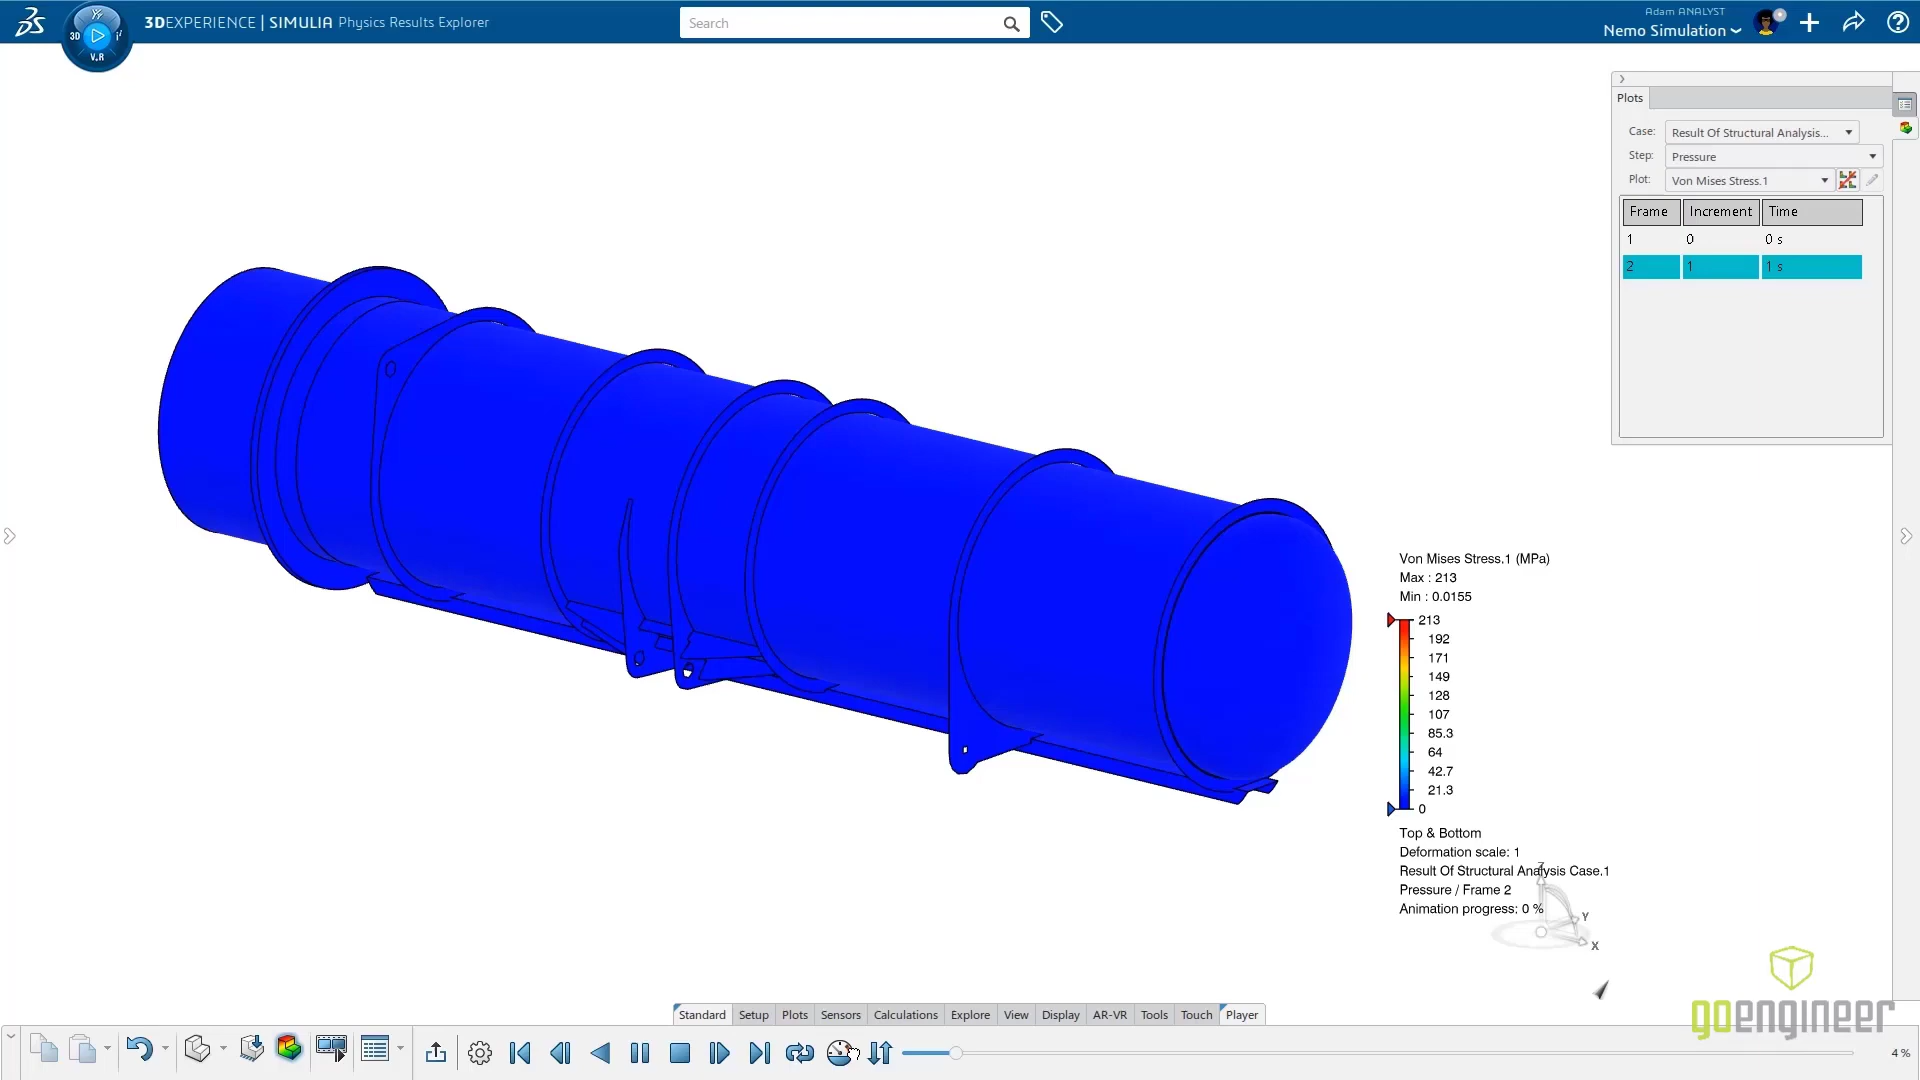 3DEXPERIENCE | SIMULIA Physics Results Explorer
Search
Adam ANALYST
Nemo Simulation
3D
V.R
Plots
Case: Result Of Structural Analysis...
Step: Pressure
Plot: Von Mises Stress.1
Frame Increment Time
1 0 0 s
2 1 1 s
Von Mises Stress.1 (MPa)
Max : 213
Min : 0.0155
213
192
171
149
128
107
85.3
64
42.7
21.3
0
Top & Bottom
Deformation scale: 1
Result Of Structural Analysis Case.1
Pressure / Frame 2
Animation progress: 0 %
Z
Y
X
goengineer
Standard Setup Plots Sensors Calculations Explore View Display AR-VR Tools Touch Player
4 %